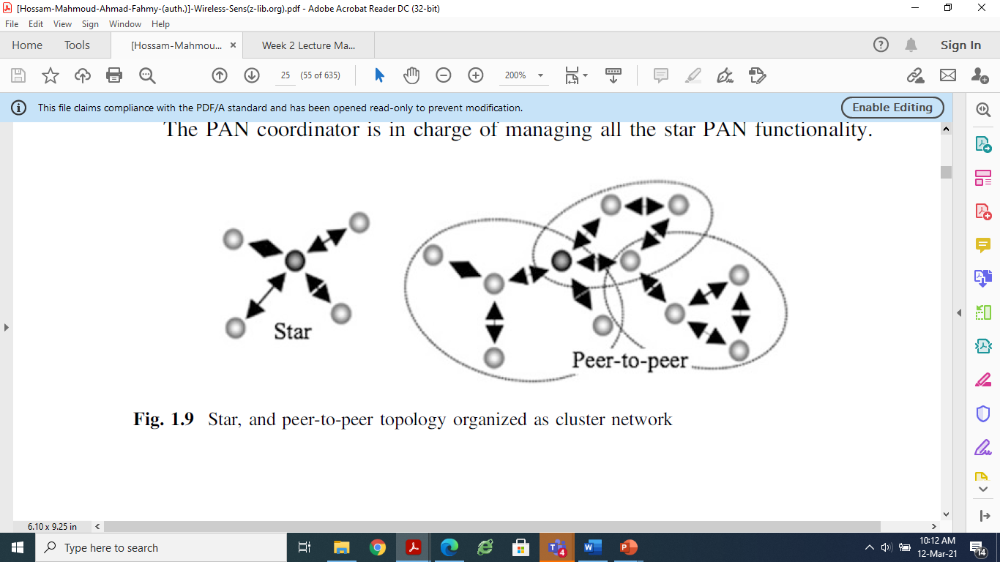 [Hossam-Mahmoud-Ahmad-Fahmy-(auth.)]-Wireless-Sens(z-lib.org).pdf - Adobe Acrobat Reader DC (32-bit)
File Edit View Sign Window Help
Home Tools [Hossam-Mahmou... × Week 2 Lecture Ma... Sign In
25 (55 of 635) 200%
This file claims compliance with the PDF/A standard and has been opened read-only to prevent modification. Enable Editing
The PAN coordinator is in charge of managing all the star PAN functionality.
Star
Peer-to-peer
Fig. 1.9 Star, and peer-to-peer topology organized as cluster network
6.10 x 9.25 in
Type here to search
4
10:12 AM
12-Mar-21
14